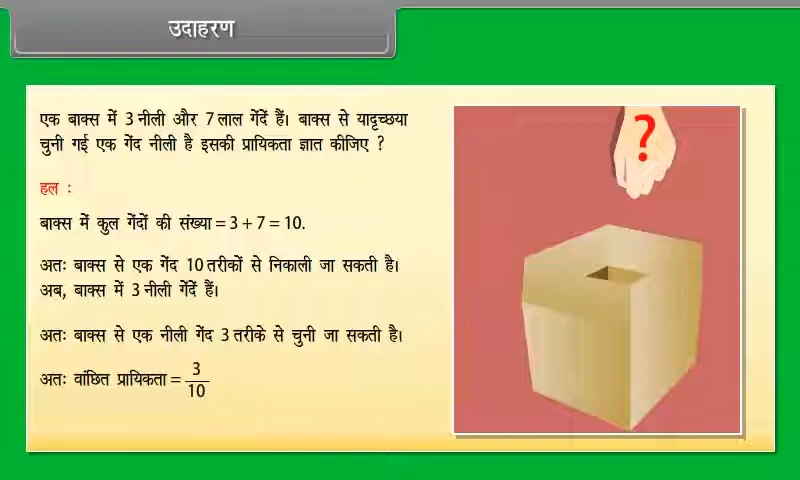 उदाहरण
एक बाक्स में 3 नीली और 7 लाल गेंदें हैं। बाक्स से यादृच्छया
चुनी गई एक गेंद नीली है इसकी प्रायिकता ज्ञात कीजिए ?
हल :
बाक्स में कुल गेंदों की संख्या = 3 + 7 = 10.
अतः बाक्स से एक गेंद 10 तरीकों से निकाली जा सकती है।
अब, बाक्स में 3 नीली गेंदें हैं।
अतः बाक्स से एक नीली गेंद 3 तरीके से चुनी जा सकती है।
अतः वांछित प्रायिकता = 3/10
?